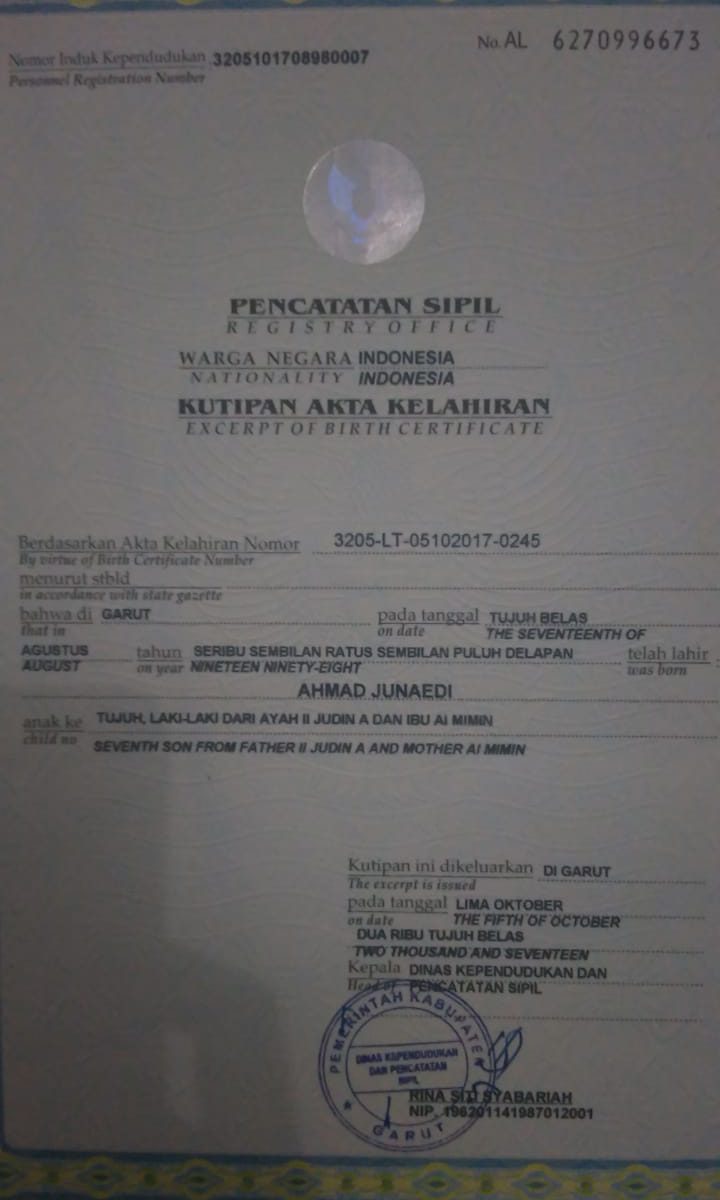 No. AL 6270996673
Nomor Induk Kependudukan 3205101708980007
Personnel Registration Number
PENCATATAN SIPIL
REGISTRY OFFICE
WARGA NEGARA INDONESIA
NATIONALITY INDONESIA
KUTIPAN AKTA KELAHIRAN
EXCERPT OF BIRTH CERTIFICATE
Berdasarkan Akta Kelahiran Nomor 3205-LT-05102017-0245
By virtue of Birth Certificate Number
menurut stbld
in accordance with state gazette
bahwa di GARUT pada tanggal TUJUH BELAS
that in on date THE SEVENTEENTH OF
AGUSTUS tahun SERIBU SEMBILAN RATUS SEMBILAN PULUH DELAPAN telah lahir
AUGUST on year NINETEEN NINETY-EIGHT was born
AHMAD JUNAEDI
anak ke TUJUH, LAKI-LAKI DARI AYAH II JUDIN A DAN IBU AI MIMIN
child no SEVENTH SON FROM FATHER II JUDIN A AND MOTHER AI MIMIN
Kutipan ini dikeluarkan DI GARUT
The excerpt is issued
pada tanggal LIMA OKTOBER
on date THE FIFTH OF OCTOBER
DUA RIBU TUJUH BELAS
TWO THOUSAND AND SEVENTEEN
Kepala DINAS KEPENDUDUKAN DAN
Head of PENCATATAN SIPIL
PEMERINTAH KABUPATEN
DINAS KEPENDUDUKAN
DAN PENCATATAN
SIPIL
GARUT
RINA SITI SYABARIAH
NIP. 196201141987012001